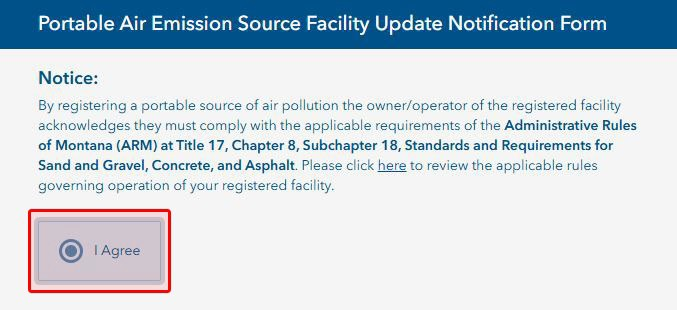 Portable Air Emission Source Facility Update Notification Form
Notice:
By registering a portable source of air pollution the owner/operator of the registered facility
acknowledges they must comply with the applicable requirements of the Administrative Rules
of Montana (ARM) at Title 17, Chapter 8, Subchapter 18, Standards and Requirements for
Sand and Gravel, Concrete, and Asphalt. Please click here to review the applicable rules
governing operation of your registered facility.
I Agree